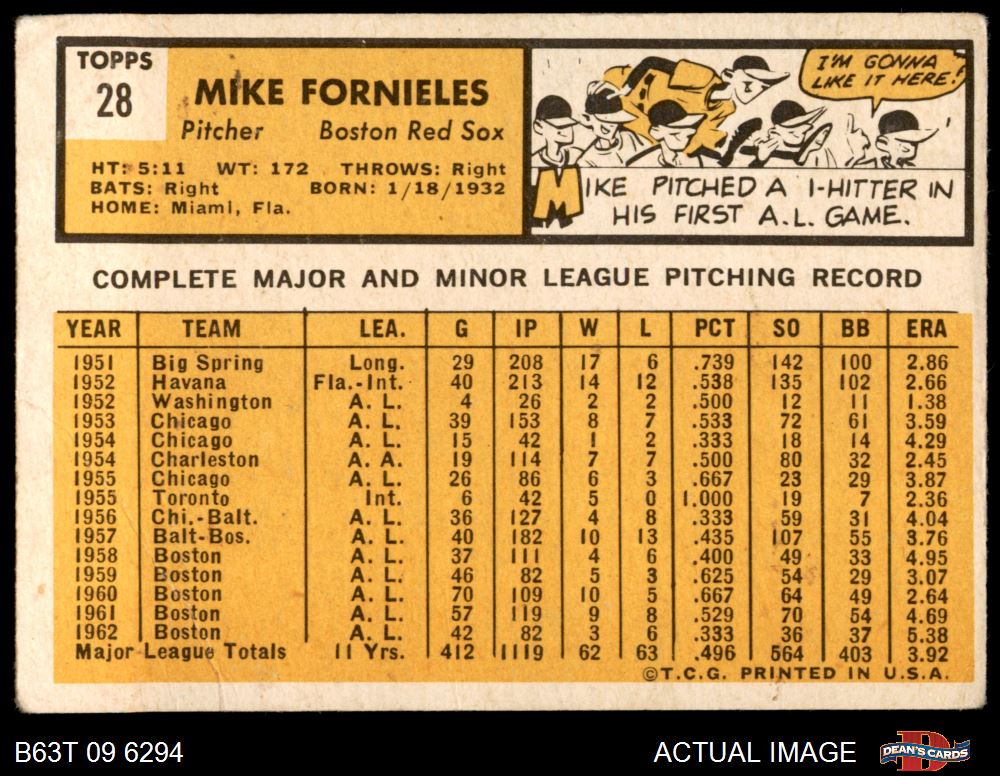 TOPPS
28
MIKE FORNIELES
Pitcher Boston Red Sox
HT: 5:11 WT: 172 THROWS: Right
BATS: Right BORN: 1/18/1932
HOME: Miami, Fla.
I'M GONNA
LIKE IT HERE!
MIKE PITCHED A 1-HITTER IN
HIS FIRST A.L. GAME.
COMPLETE MAJOR AND MINOR LEAGUE PITCHING RECORD
YEAR TEAM LEA. G IP W L PCT SO BB ERA
1951 Big Spring Long. 29 208 17 6 .739 142 100 2.86
1952 Havana Fla.-Int. 40 213 14 12 .538 135 102 2.66
1952 Washington A. L. 4 26 2 2 .500 12 11 1.38
1953 Chicago A. L. 39 153 8 7 .533 72 61 3.59
1954 Chicago A. L. 15 42 1 2 .333 18 14 4.29
1954 Charleston A. A. 19 114 7 7 .500 80 32 2.45
1955 Chicago A. L. 26 86 6 3 .667 23 29 3.87
1955 Toronto Int. 6 42 5 0 1.000 19 7 2.36
1956 Chi.-Balt. A. L. 36 127 4 8 .333 59 31 4.04
1957 Balt-Bos. A. L. 40 182 10 13 .435 107 55 3.76
1958 Boston A. L. 37 111 4 6 .400 49 33 4.95
1959 Boston A. L. 46 82 5 3 .625 54 29 3.07
1960 Boston A. L. 70 109 10 5 .667 64 49 2.64
1961 Boston A. L. 57 119 9 8 .529 70 54 4.69
1962 Boston A. L. 42 82 3 6 .333 36 37 5.38
Major League Totals 11 Yrs. 412 1119 62 63 .496 564 403 3.92
©T.C.G. PRINTED IN U.S.A.
B63T 09 6294 ACTUAL IMAGE DEAN'S CARDS